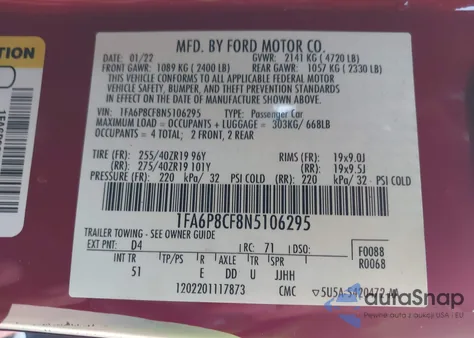 MFD. BY FORD MOTOR CO.
DATE: 01/22 GVWR: 2141 KG ( 4720 LB)
FRONT GAWR: 1089 KG ( 2400 LB) REAR GAWR: 1057 KG ( 2330 LB)
THIS VEHICLE CONFORMS TO ALL APPLICABLE FEDERAL MOTOR
VEHICLE SAFETY, BUMPER, AND THEFT PREVENTION STANDARDS
IN EFFECT ON THE DATE OF MANUFACTURE SHOWN ABOVE.
VIN: 1FA6P8CF8N5106295 TYPE: Passenger Car
MAXIMUM LOAD = OCCUPANTS + LUGGAGE = 303KG/ 668LB
OCCUPANTS = 4 TOTAL; 2 FRONT, 2 REAR
TIRE (FR): 255/40ZR19 96Y RIMS (FR): 19x9.0J
(RR): 275/40ZR19 101Y (RR): 19x9.5J
PRESSURE (FR): 220 kPa/ 32 PSI COLD (RR): 220 kPa/ 32 PSI COLD
1FA6P8CF8N5106295
TRAILER TOWING - SEE OWNER GUIDE
EXT PNT: D4 RC: 71 DSO: F0088
R0068
INT TR TP/PS R AXLE TR SPR
51 E DD U JJHH
I202201117873 CMC
autoSnap